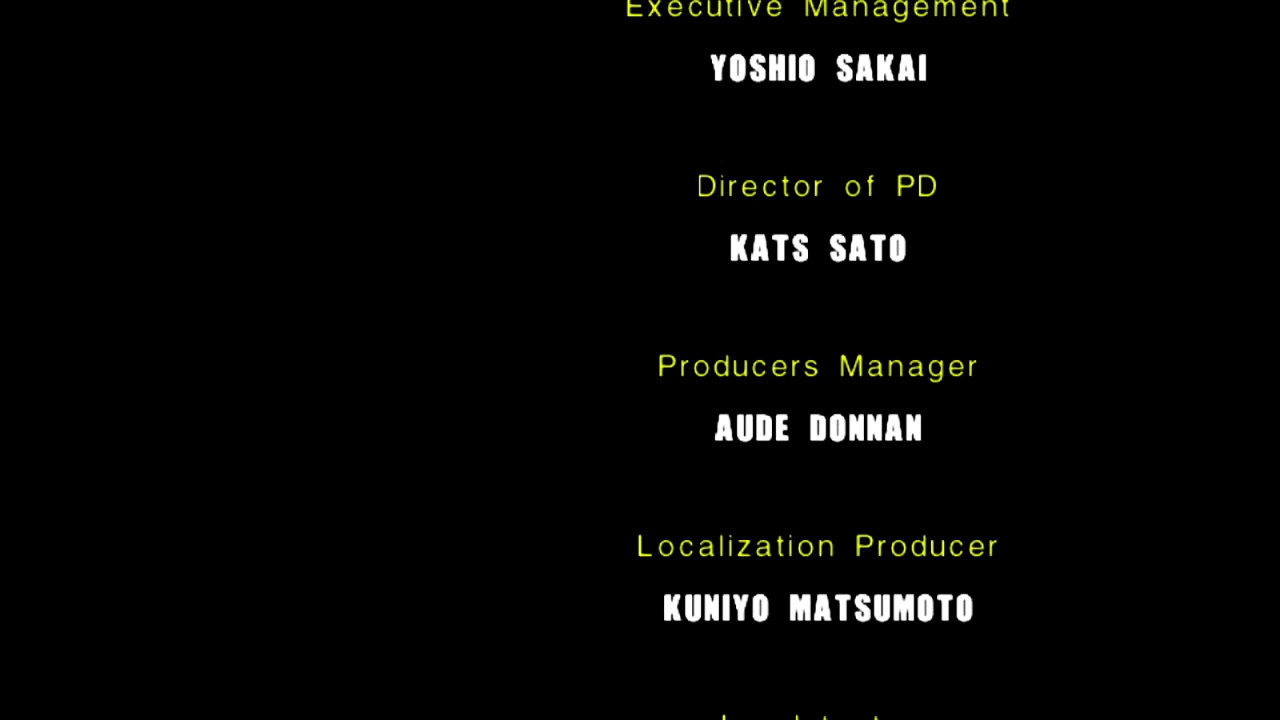 Executive Management
YOSHIO SAKAI
Director of PD
KATS SATO
Producers Manager
AUDE DONNAN
Localization Producer
KUNIYO MATSUMOTO